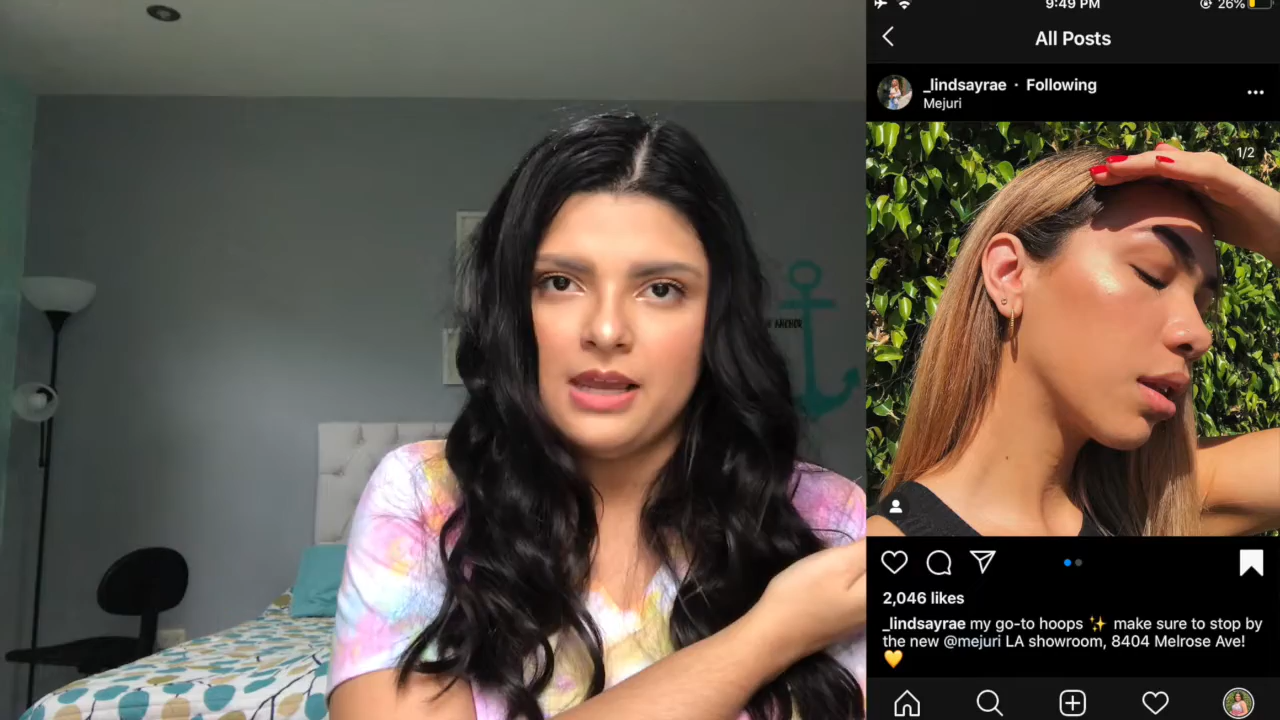 9:49 PM
26%
All Posts
_lindsayrae · Following
Mejuri
1/2
ANCHOR
2,046 likes
_lindsayrae my go-to hoops ✨ make sure to stop by
the new @mejuri LA showroom, 8404 Melrose Ave!
💛